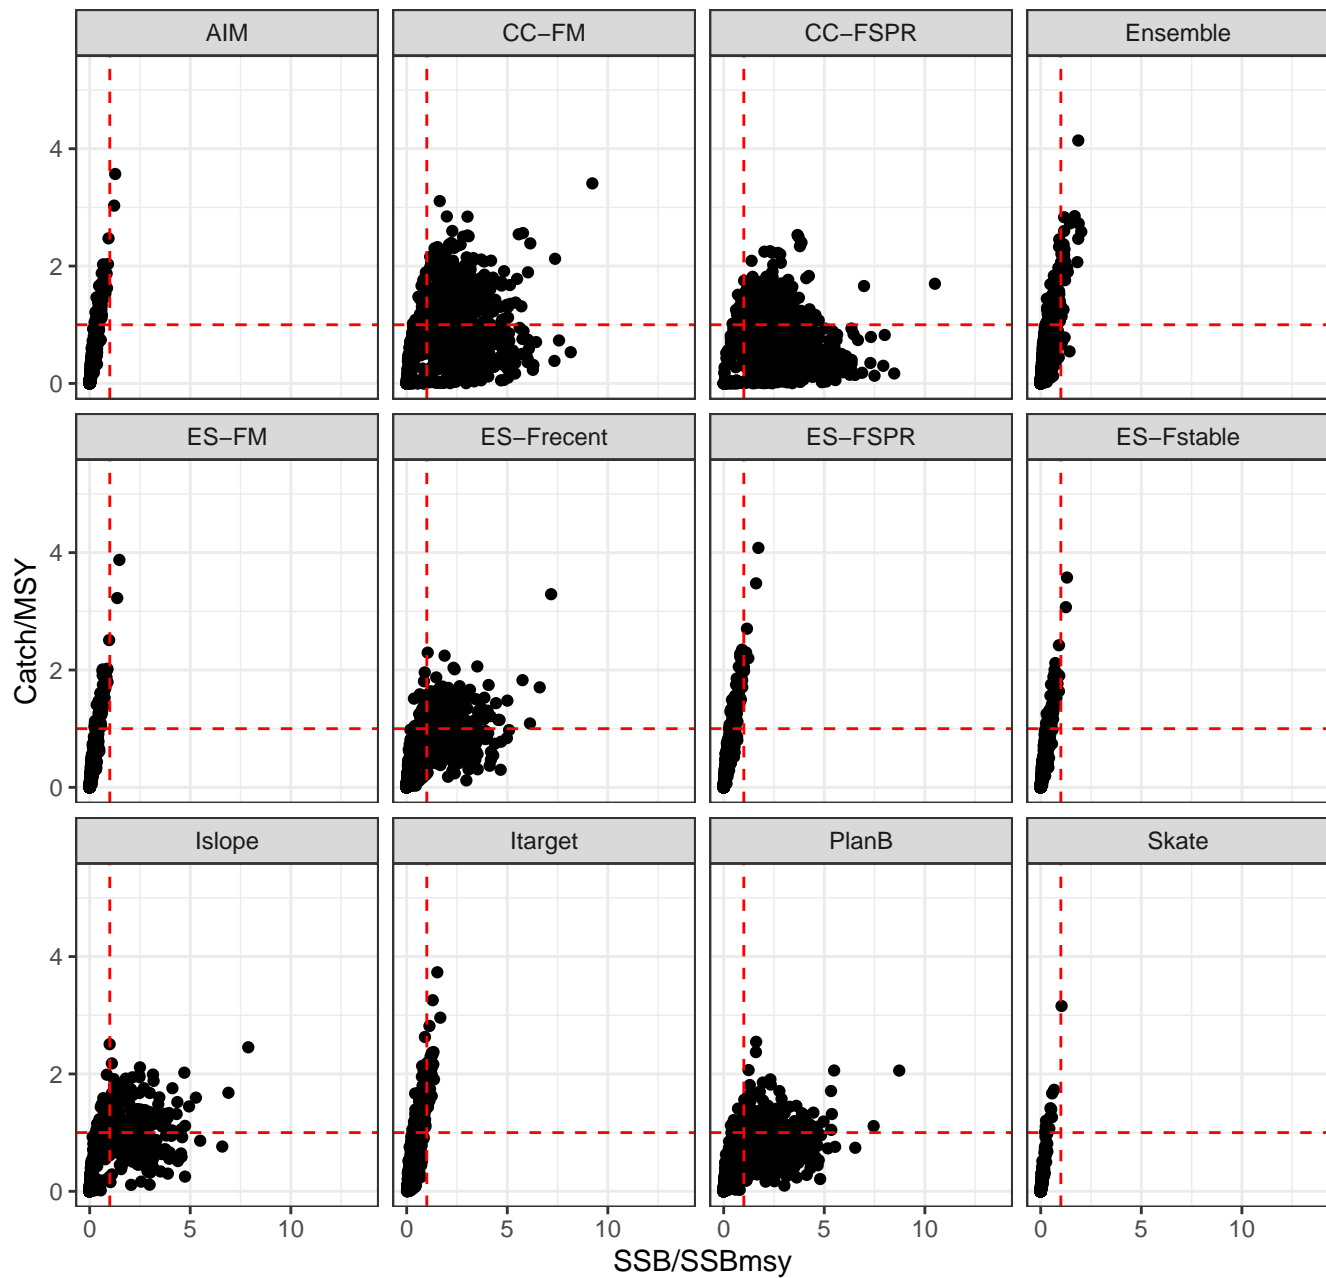 AIM CC−FM CC−FSPR Ensemble
4
2
0
ES−FM ES−Frecent ES−FSPR ES−Fstable
4
2
0
Catch/MSY
Islope Itarget PlanB Skate
4
2
0
0 5 10 0 5 10 0 5 10 0 5 10
SSB/SSBmsy